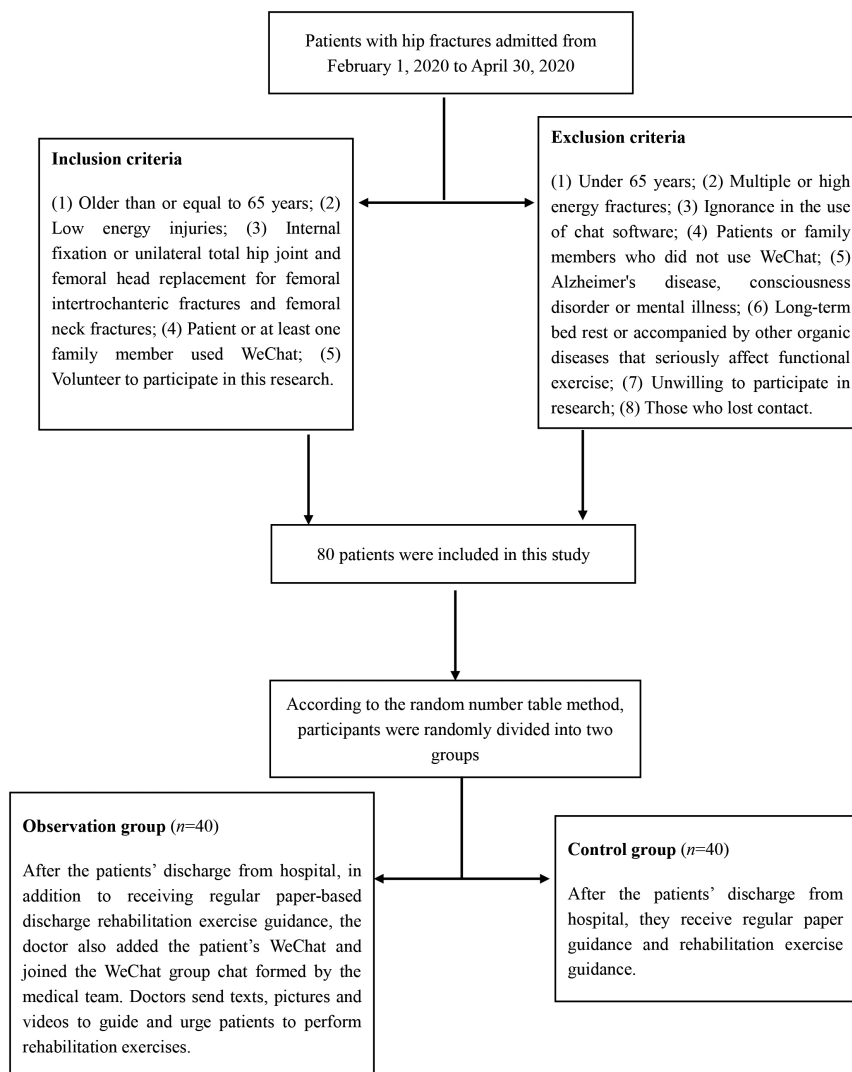 Patients with hip fractures admitted from
February 1, 2020 to April 30, 2020
Inclusion criteria
(1) Older than or equal to 65 years; (2)
Low energy injuries; (3) Internal
fixation or unilateral total hip joint and
femoral head replacement for femoral
intertrochanteric fractures and femoral
neck fractures; (4) Patient or at least one
family member used WeChat; (5)
Volunteer to participate in this research.
Exclusion criteria
(1) Under 65 years; (2) Multiple or high
energy fractures; (3) Ignorance in the use
of chat software; (4) Patients or family
members who did not use WeChat; (5)
Alzheimer's disease, consciousness
disorder or mental illness; (6) Long-term
bed rest or accompanied by other organic
diseases that seriously affect functional
exercise; (7) Unwilling to participate in
research; (8) Those who lost contact.
80 patients were included in this study
According to the random number table method,
participants were randomly divided into two
groups
Observation group (n=40)
After the patients’ discharge from hospital, in
addition to receiving regular paper-based
discharge rehabilitation exercise guidance, the
doctor also added the patient’s WeChat and
joined the WeChat group chat formed by the
medical team. Doctors send texts, pictures and
videos to guide and urge patients to perform
rehabilitation exercises.
Control group (n=40)
After the patients’ discharge from
hospital, they receive regular paper
guidance and rehabilitation exercise
guidance.